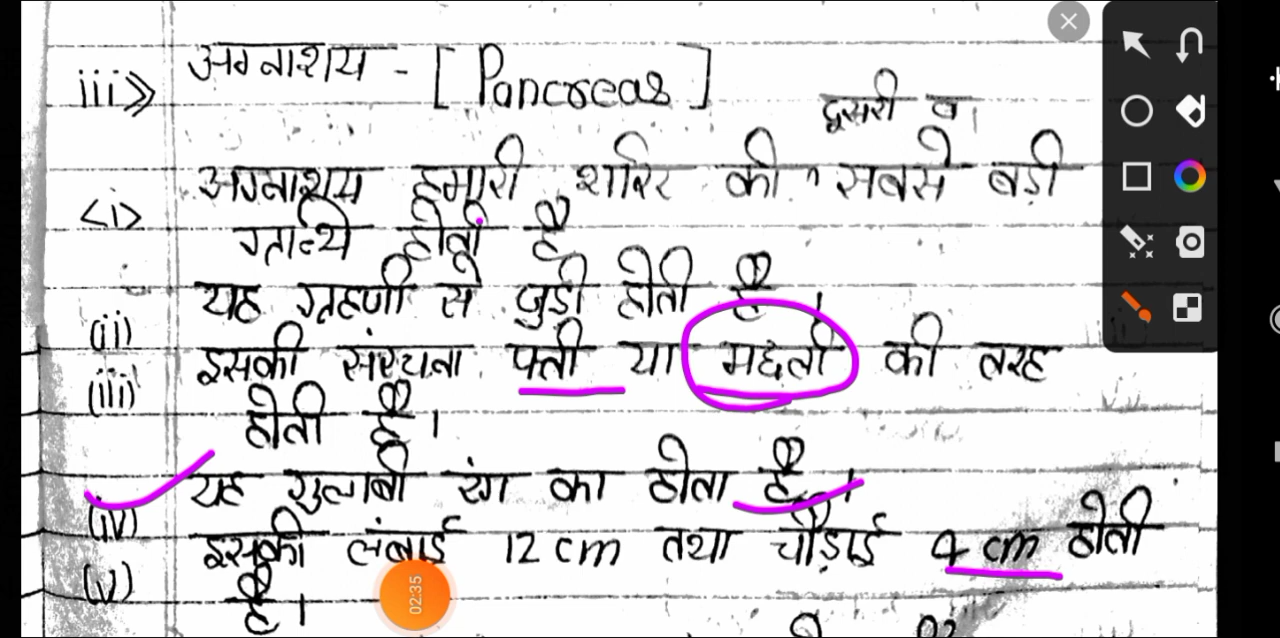 iii>> अग्नाशय - [ Pancreas ]
दूसरी व
<i> अग्नाशय हमारी शरिर की ^ सबसे बड़ी
ग्रान्थि होती है
(ii) यह ग्रहणी से जुडी होती है ।
(iii) इसकी संरचना पत्ती या मछली की तरह
होती है ।
(iv) यह गुलाबी रंग का होता है ।
(v) इसकी लंबाई 12 cm तथा चौड़ाई 4 cm होती
है ।
02:35